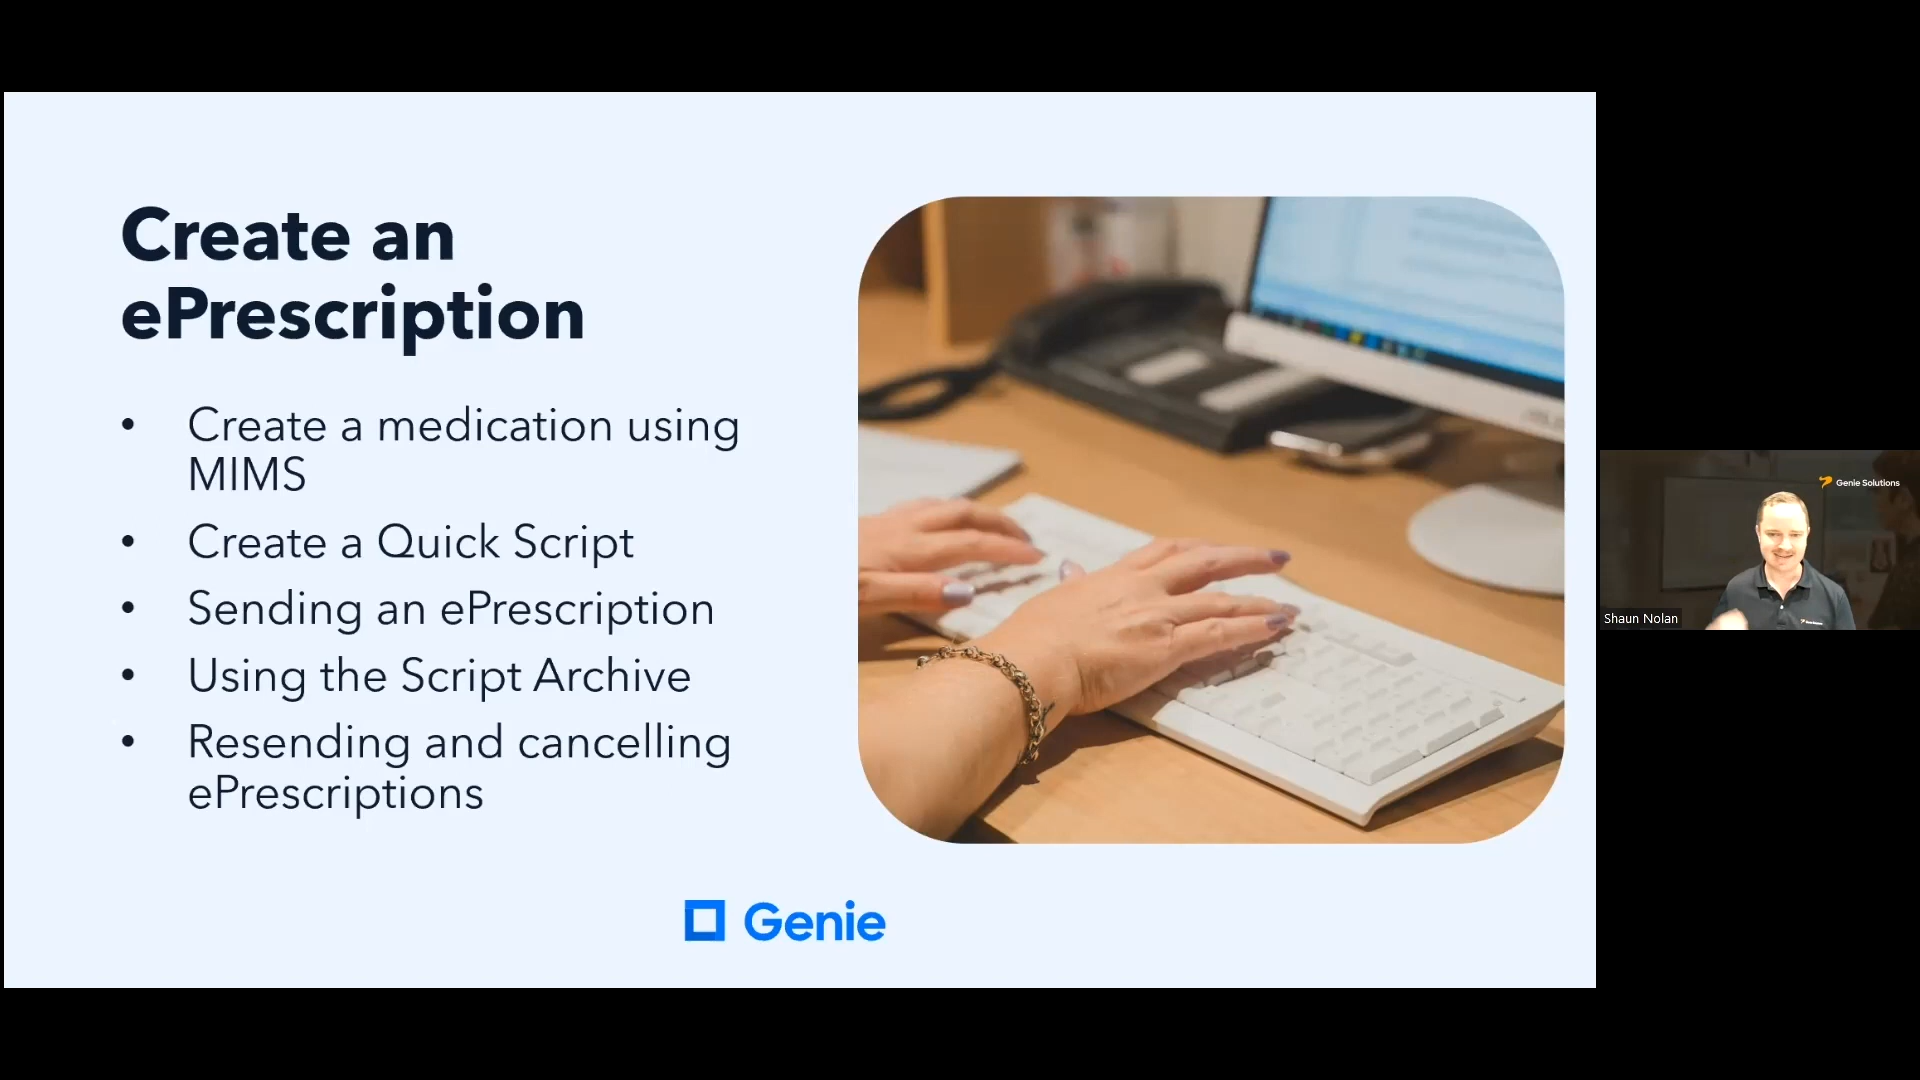 Create an
ePrescription
• Create a medication using
MIMS
• Create a Quick Script
• Sending an ePrescription
• Using the Script Archive
• Resending and cancelling
ePrescriptions
Genie
Genie Solutions
Shaun Nolan